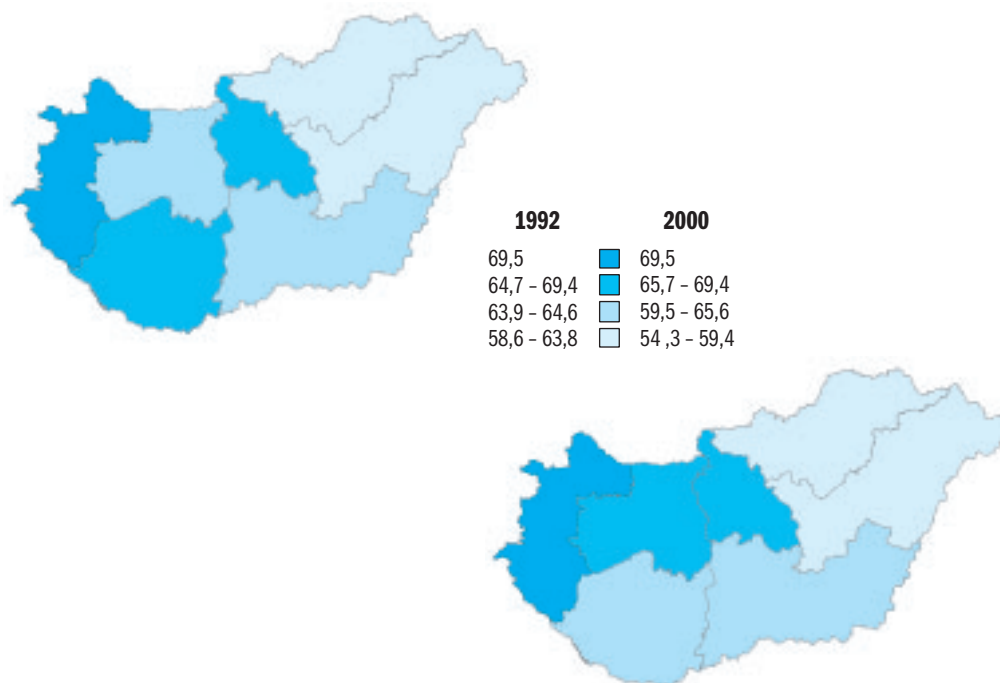 1992 2000
69,5 69,5
64,7 – 69,4 65,7 – 69,4
63,9 – 64,6 59,5 – 65,6
58,6 – 63,8 54 ,3 – 59,4